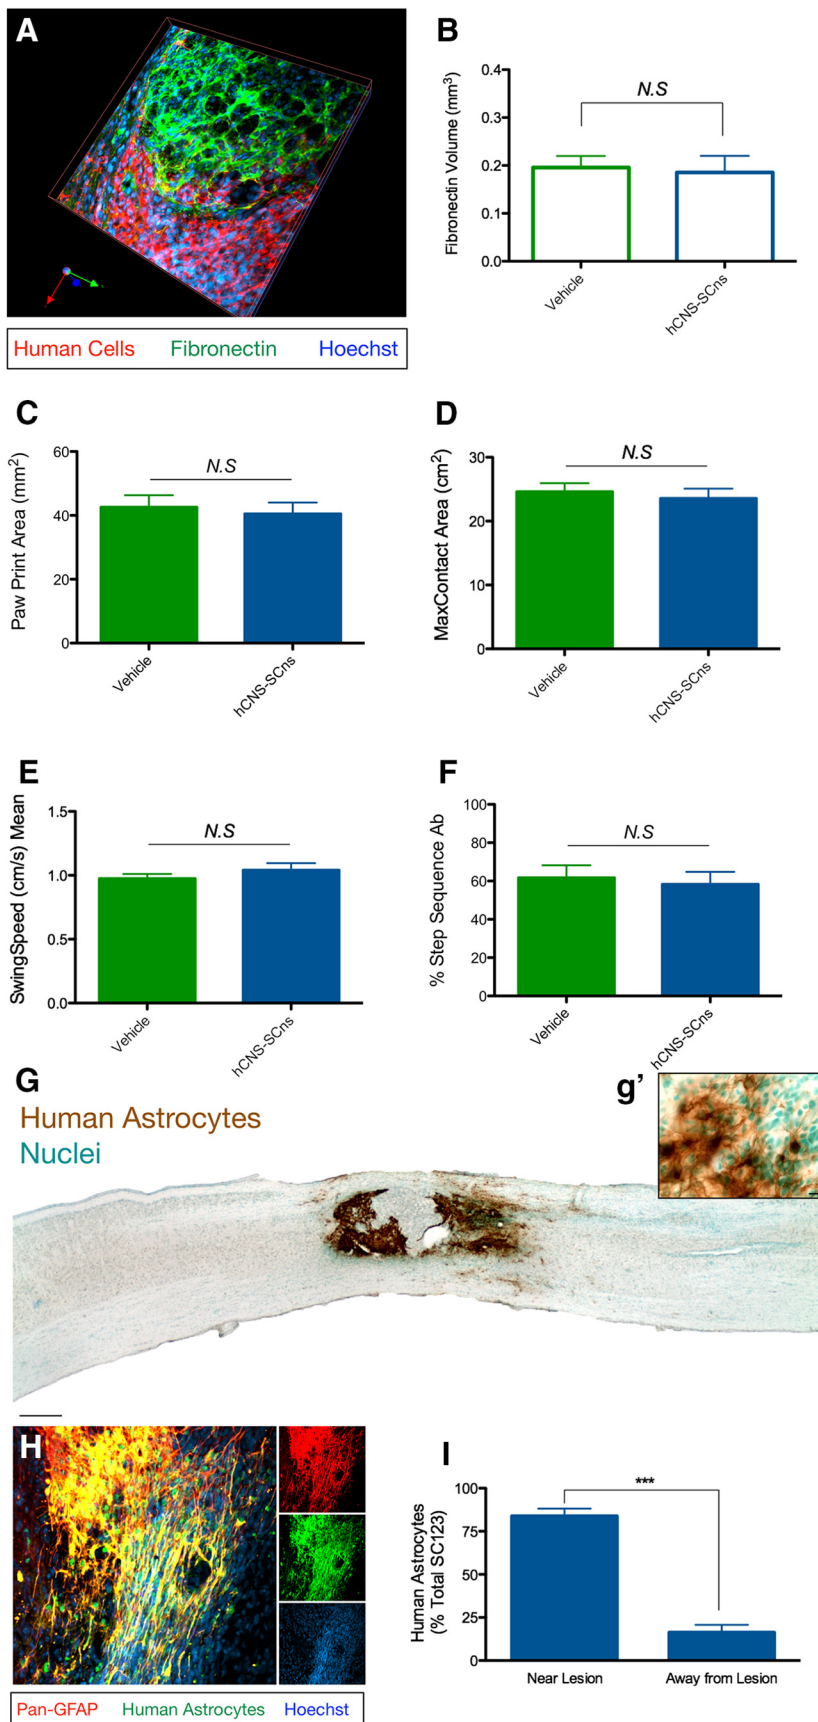 A
Human Cells Fibronectin Hoechst
B
Fibronectin Volume (mm³)
0.4
0.3
0.2
0.1
0.0
N.S
Vehicle
hCNS-SCns
C
Paw Print Area (mm²)
60
40
20
0
N.S
Vehicle
hCNS-SCns
D
MaxContact Area (cm²)
30
20
10
0
N.S
Vehicle
hCNS-SCns
E
SwingSpeed (cm/s) Mean
1.5
1.0
0.5
0.0
N.S
Vehicle
hCNS-SCns
F
% Step Sequence Ab
100
80
60
40
20
0
N.S
Vehicle
hCNS-SCns
G
Human Astrocytes
Nuclei
g'
H
Pan-GFAP Human Astrocytes Hoechst
I
Human Astrocytes
(% Total SC123)
100
75
50
25
0
***
Near Lesion
Away from Lesion